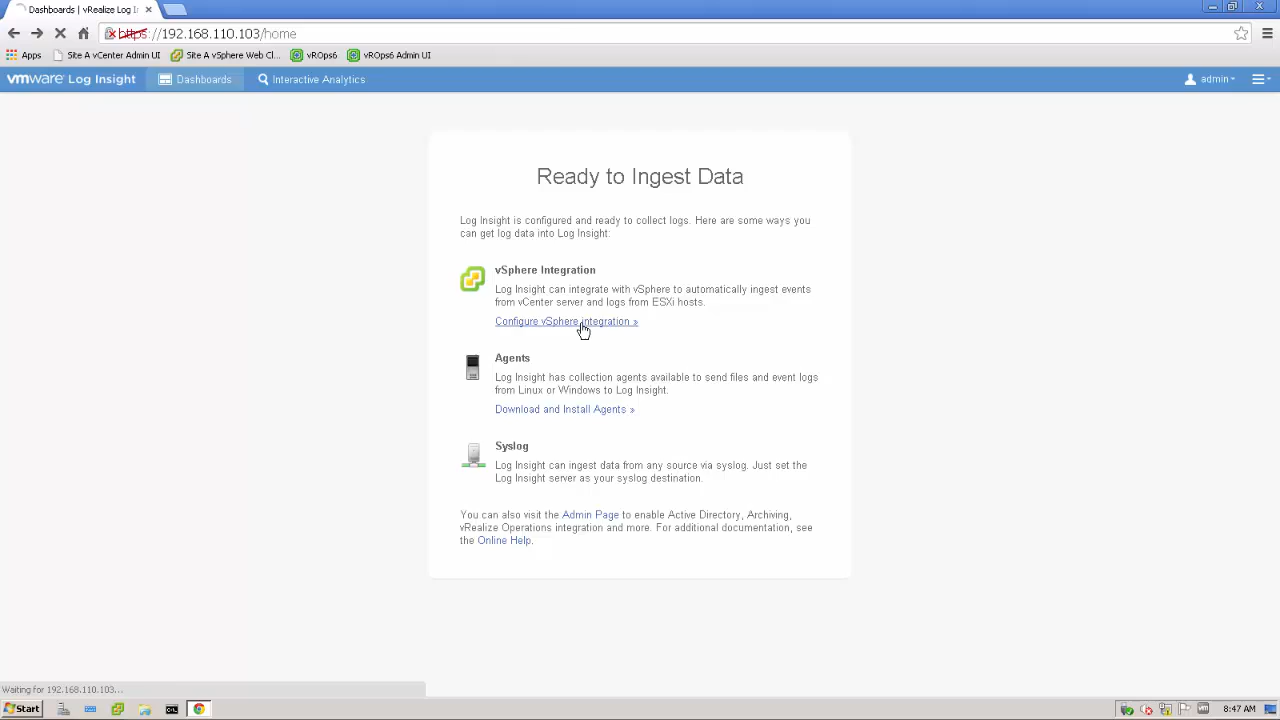 Dashboards | vRealize Log I
https://192.168.110.103/home
Apps Site A vCenter Admin UI Site A vSphere Web Cl... vROps6 vROps6 Admin UI
vmware Log Insight Dashboards Interactive Analytics admin
Ready to Ingest Data
Log Insight is configured and ready to collect logs. Here are some ways you
can get log data into Log Insight:
vSphere Integration
Log Insight can integrate with vSphere to automatically ingest events
from vCenter server and logs from ESXi hosts.
Configure vSphere integration »
Agents
Log Insight has collection agents available to send files and event logs
from Linux or Windows to Log Insight.
Download and Install Agents »
Syslog
Log Insight can ingest data from any source via syslog. Just set the
Log Insight server as your syslog destination.
You can also visit the Admin Page to enable Active Directory, Archiving,
vRealize Operations integration and more. For additional documentation, see
the Online Help.
Waiting for 192.168.110.103...
Start 8:47 AM